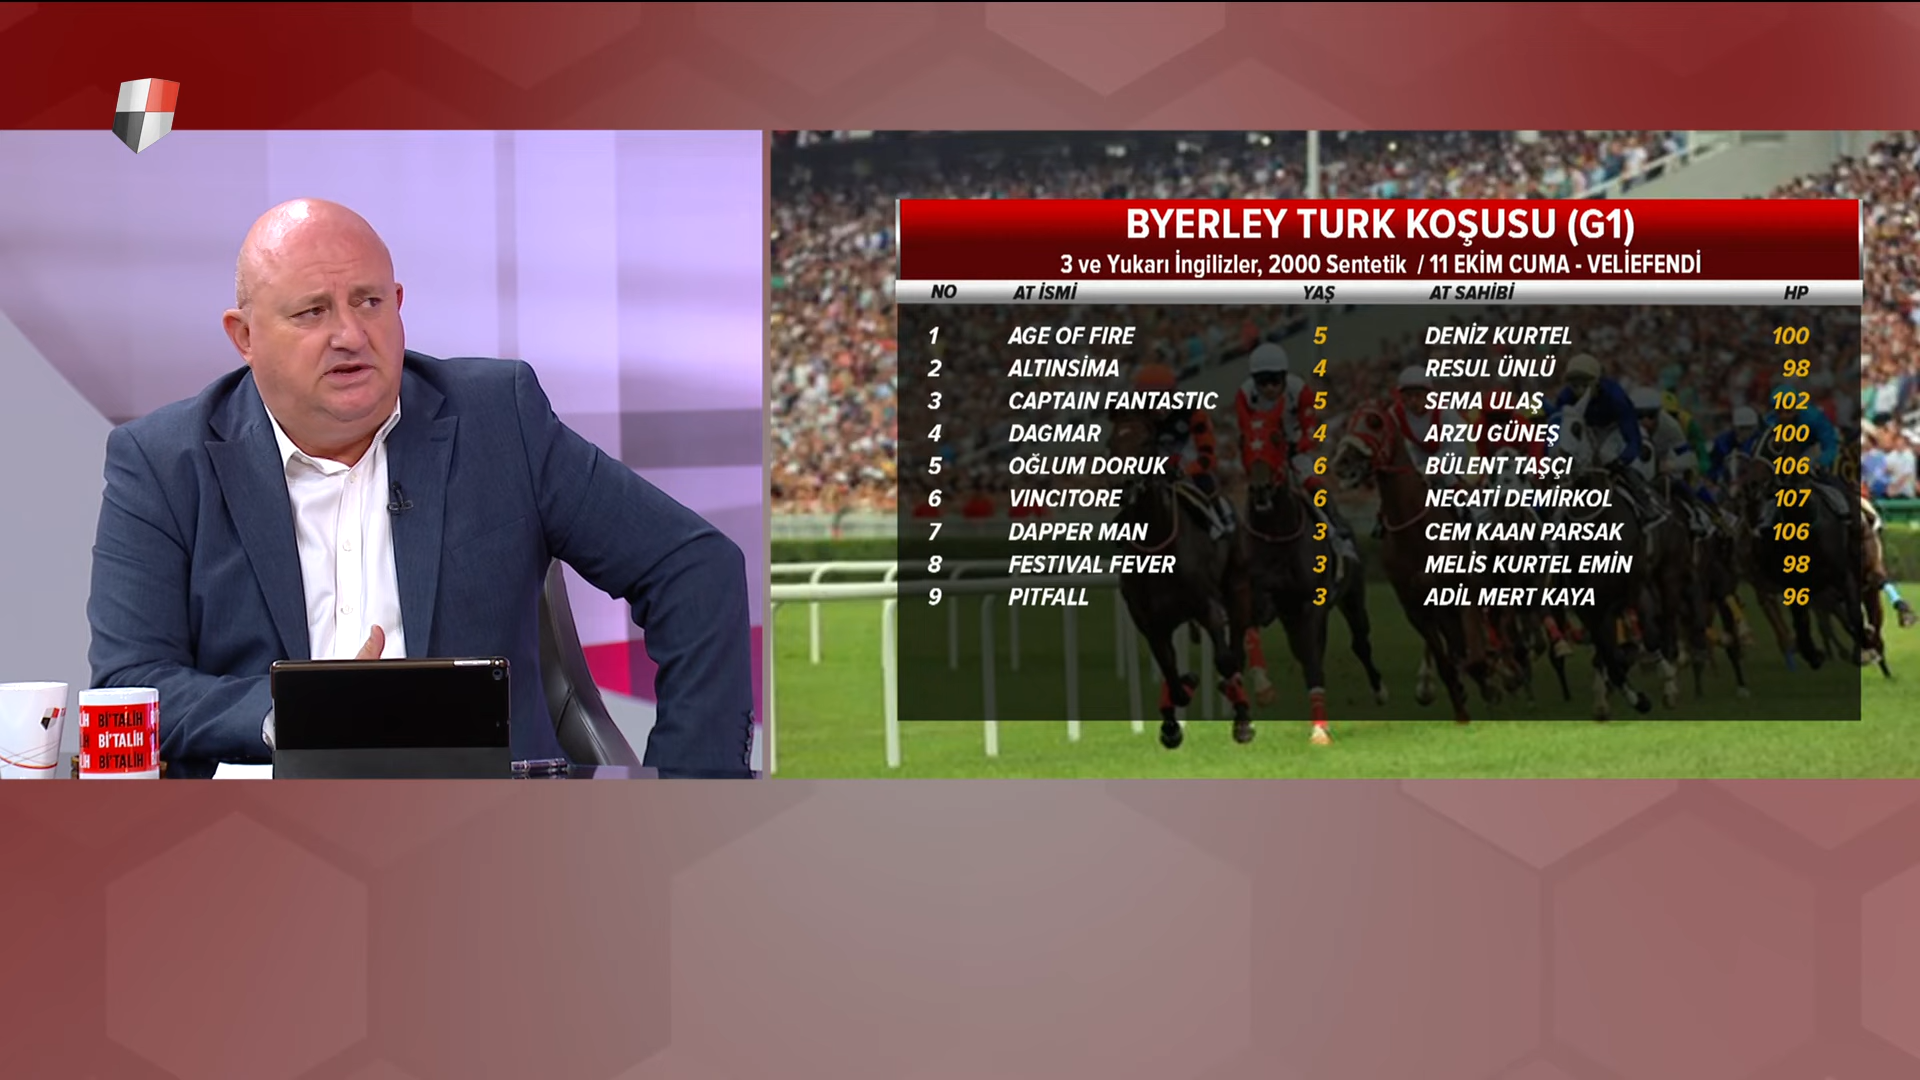 BYERLEY TURK KOŞUSU (G1)
3 ve Yukarı İngilizler, 2000 Sentetik / 11 EKİM CUMA - VELİEFENDİ
NO AT İSMİ YAŞ AT SAHİBİ HP
1 AGE OF FIRE 5 DENİZ KURTEL 100
2 ALTINSİMA 4 RESUL ÜNLÜ 98
3 CAPTAIN FANTASTIC 5 SEMA ULAŞ 102
4 DAGMAR 4 ARZU GÜNEŞ 100
5 OĞLUM DORUK 6 BÜLENT TAŞÇI 106
6 VINCITORE 6 NECATİ DEMİRKOL 107
7 DAPPER MAN 3 CEM KAAN PARSAK 106
8 FESTIVAL FEVER 3 MELİS KURTEL EMİN 98
9 PITFALL 3 ADİL MERT KAYA 96
Bİ'TALİH
Bİ'TALİH
Bİ'TALİH